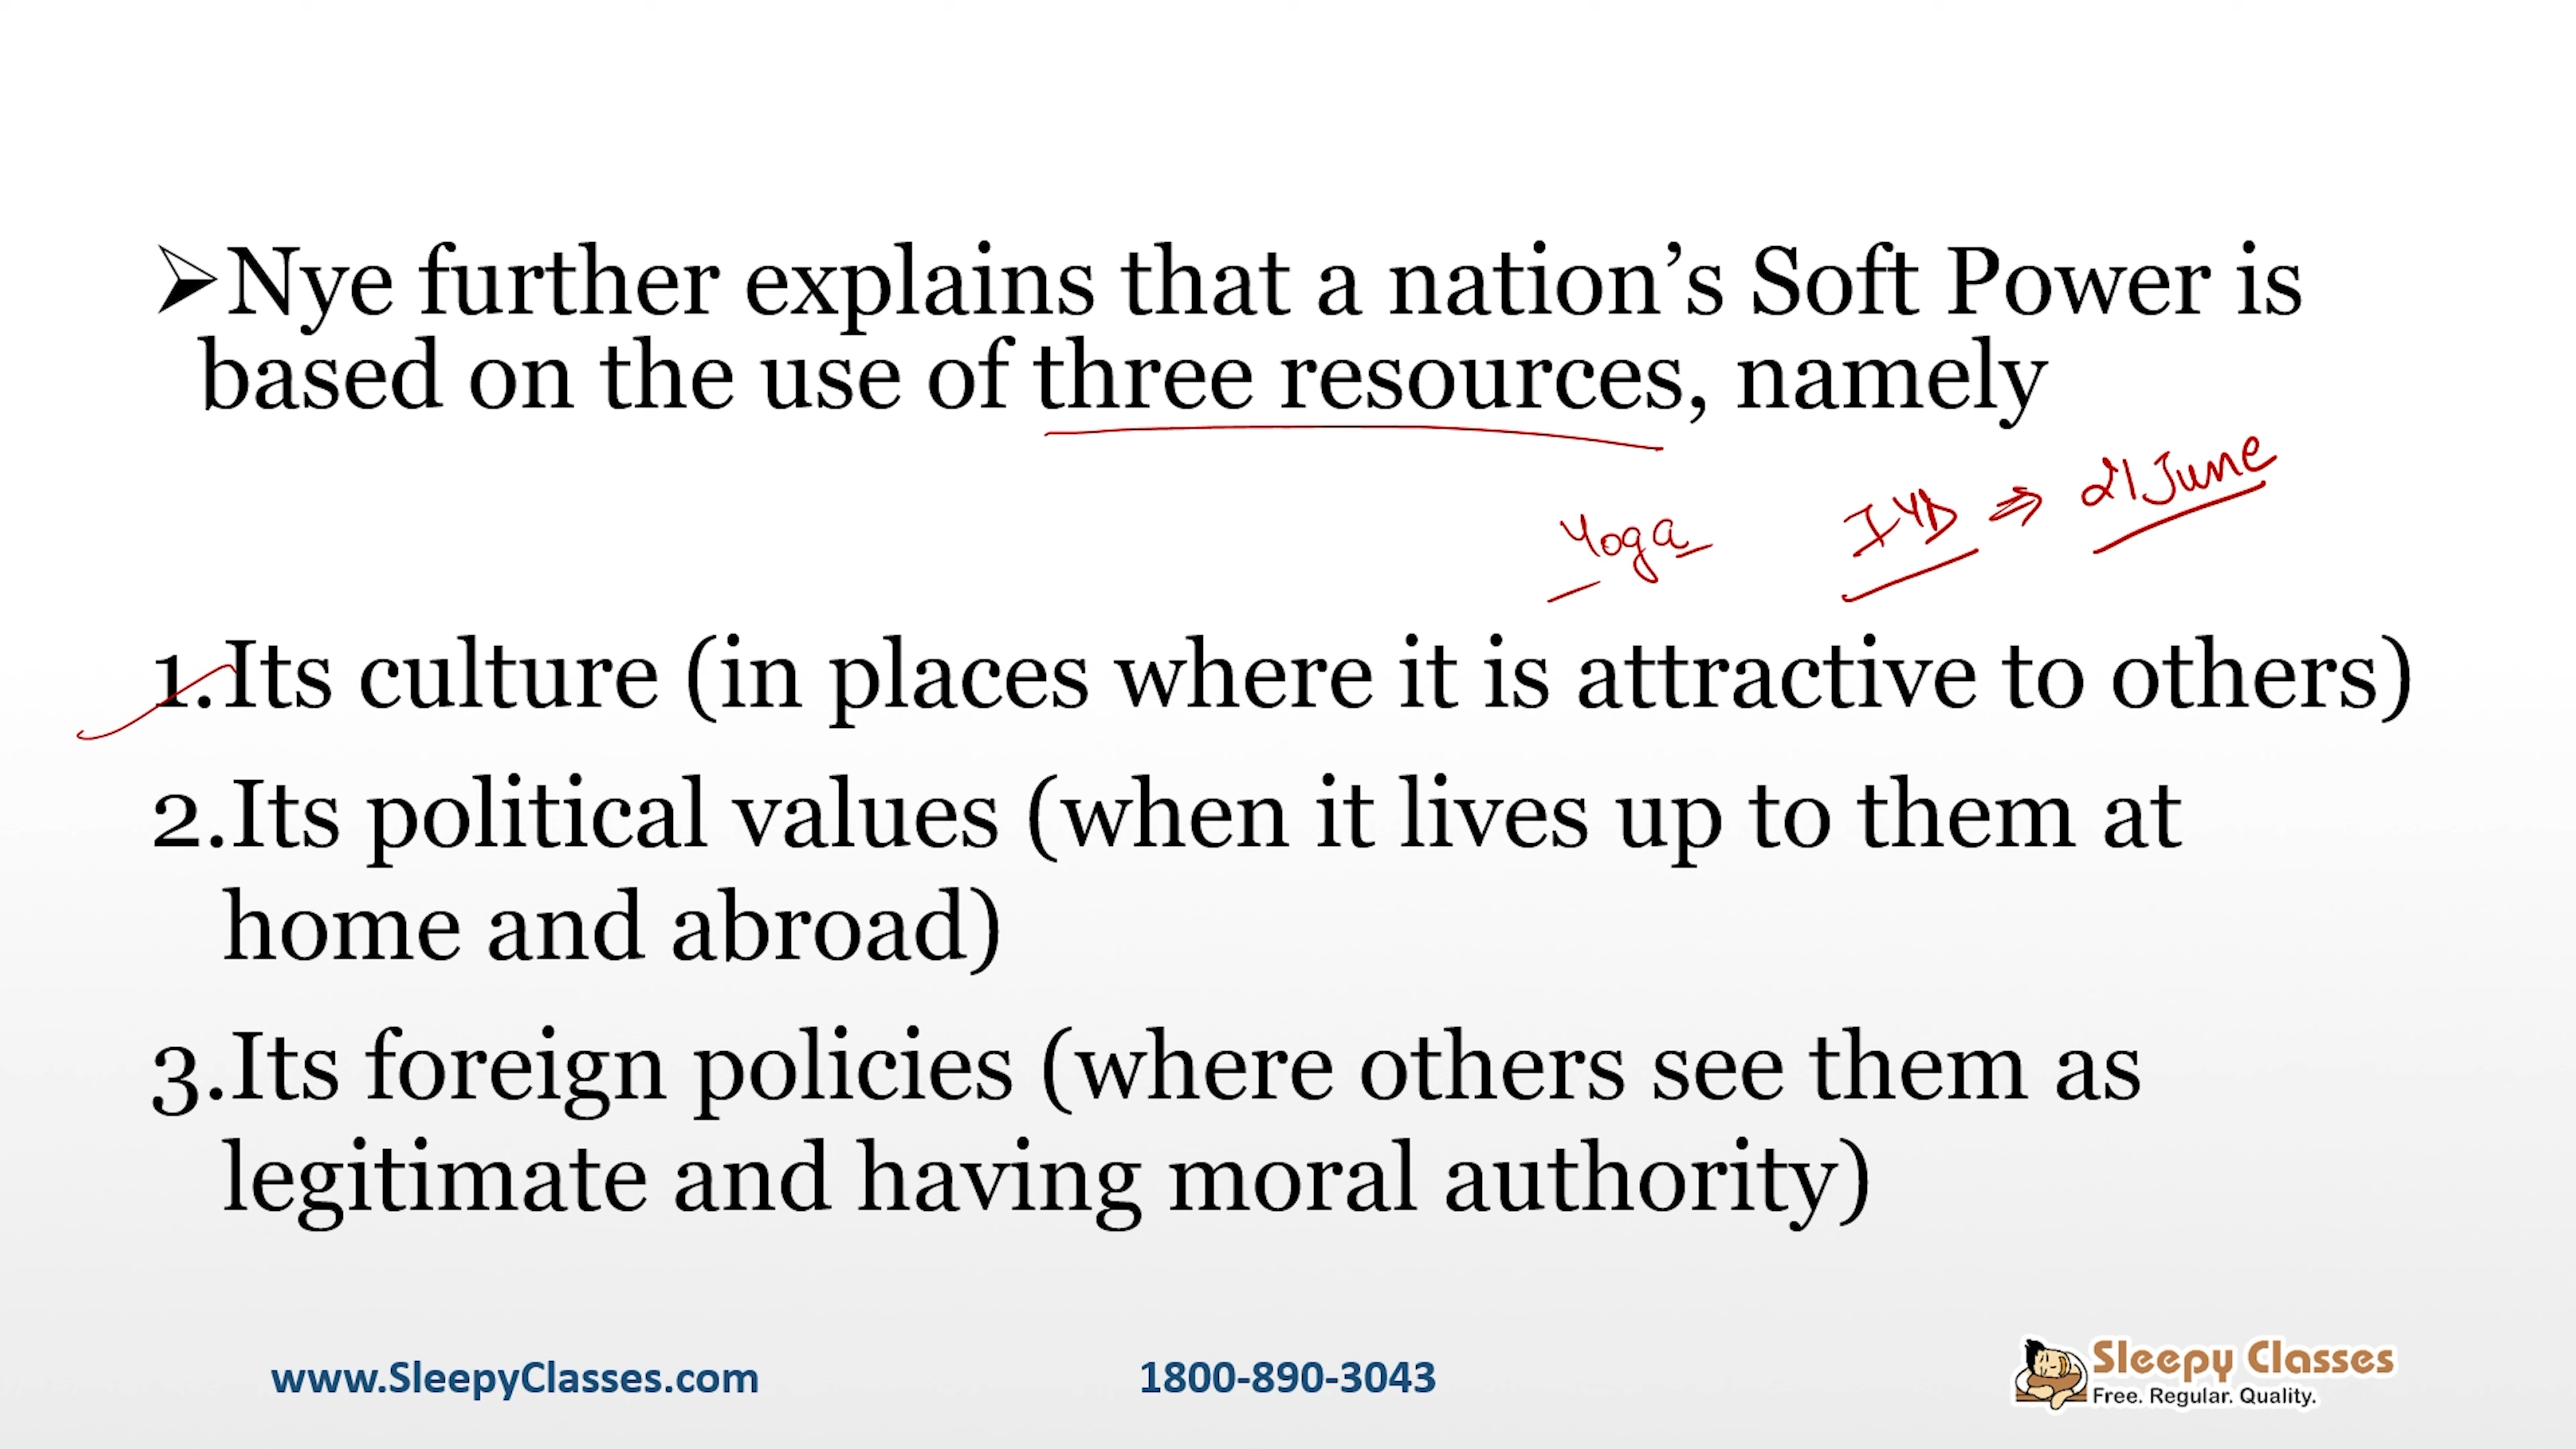 ➢Nye further explains that a nation’s Soft Power is
based on the use of three resources, namely
Yoga IYD ⇒ 21 June
1.Its culture (in places where it is attractive to others)
2.Its political values (when it lives up to them at
home and abroad)
3.Its foreign policies (where others see them as
legitimate and having moral authority)
www.SleepyClasses.com 1800-890-3043 Sleepy Classes
Free. Regular. Quality.